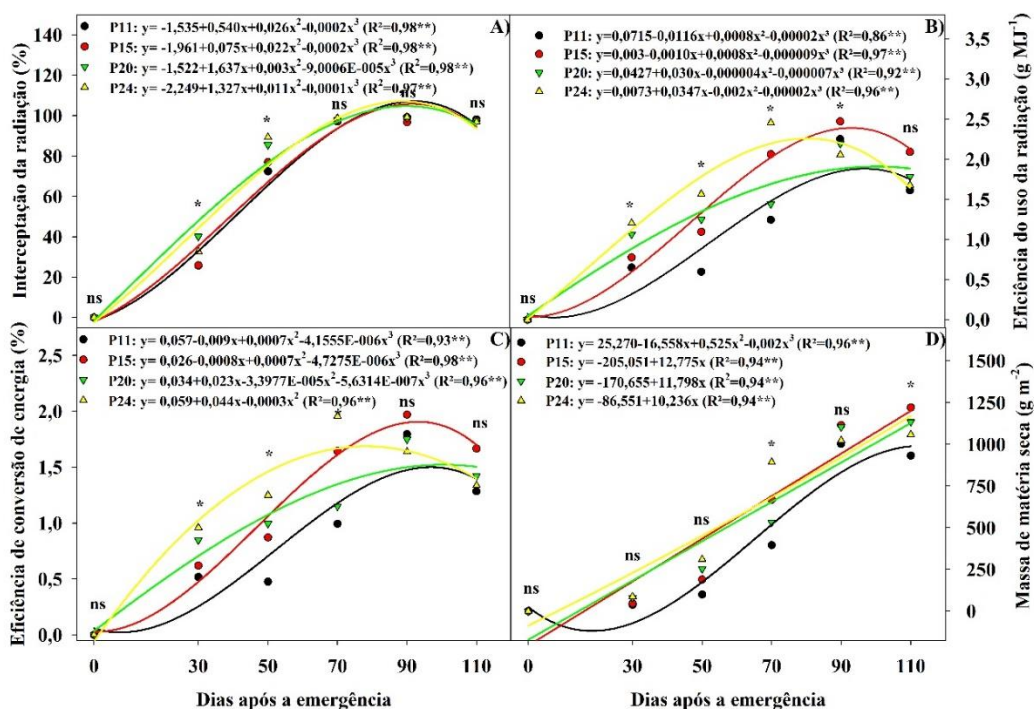 A)
P11: y= -1,535+0,540x+0,026x²-0,0002x³ (R²=0,98**)
P15: y= -1,961+0,075x+0,022x²-0,0002x³ (R²=0,98**)
P20: y= -1,522+1,637x+0,003x²-9,0006E-005x³ (R²=0,98**)
P24: y= -2,249+1,327x+0,011x²-0,0001x³ (R²=0,97**)
Interceptação da radiação (%)
140
120
100
80
60
40
20
0
ns
*
*
ns
ns
ns
B)
P11: y=0,0715-0,0116x+0,0008x²-0,00002x³ (R²=0,86**)
P15: y=0,003-0,0010x+0,0008x²-0,000009x³ (R²=0,97**)
P20: y=0,0427+0,030x-0,000004x²-0,000007x³ (R²=0,92**)
P24: y=0,0073+0,0347x-0,002x²-0,00002x³ (R²=0,96**)
Eficiência do uso da radiação (g MJ⁻¹)
3,5
3,0
2,5
2,0
1,5
1,0
0,5
0,0
ns
*
*
*
*
ns
C)
P11: y= 0,057-0,009x+0,0007x²-4,1555E-006x³ (R²=0,93**)
P15: y= 0,026-0,0008x+0,0007x²-4,7275E-006x³ (R²=0,98**)
P20: y= 0,034+0,023x-3,3977E-005x²-5,6314E-007x³ (R²=0,96**)
P24: y= 0,059+0,044x-0,0003x² (R²=0,96**)
Eficiência de conversão de energia (%)
2,5
2,0
1,5
1,0
0,5
0,0
ns
*
*
*
ns
ns
0 30 50 70 90 110
Dias após a emergência
D)
P11: y= 25,270-16,558x+0,525x²-0,002x³ (R²=0,96**)
P15: y= -205,051+12,775x (R²=0,94**)
P20: y= -170,655+11,798x (R²=0,94**)
P24: y= -86,551+10,236x (R²=0,94**)
Massa de matéria seca (g m⁻²)
1500
1250
1000
750
500
250
0
ns
ns
ns
*
ns
*
0 30 50 70 90 110
Dias após a emergência